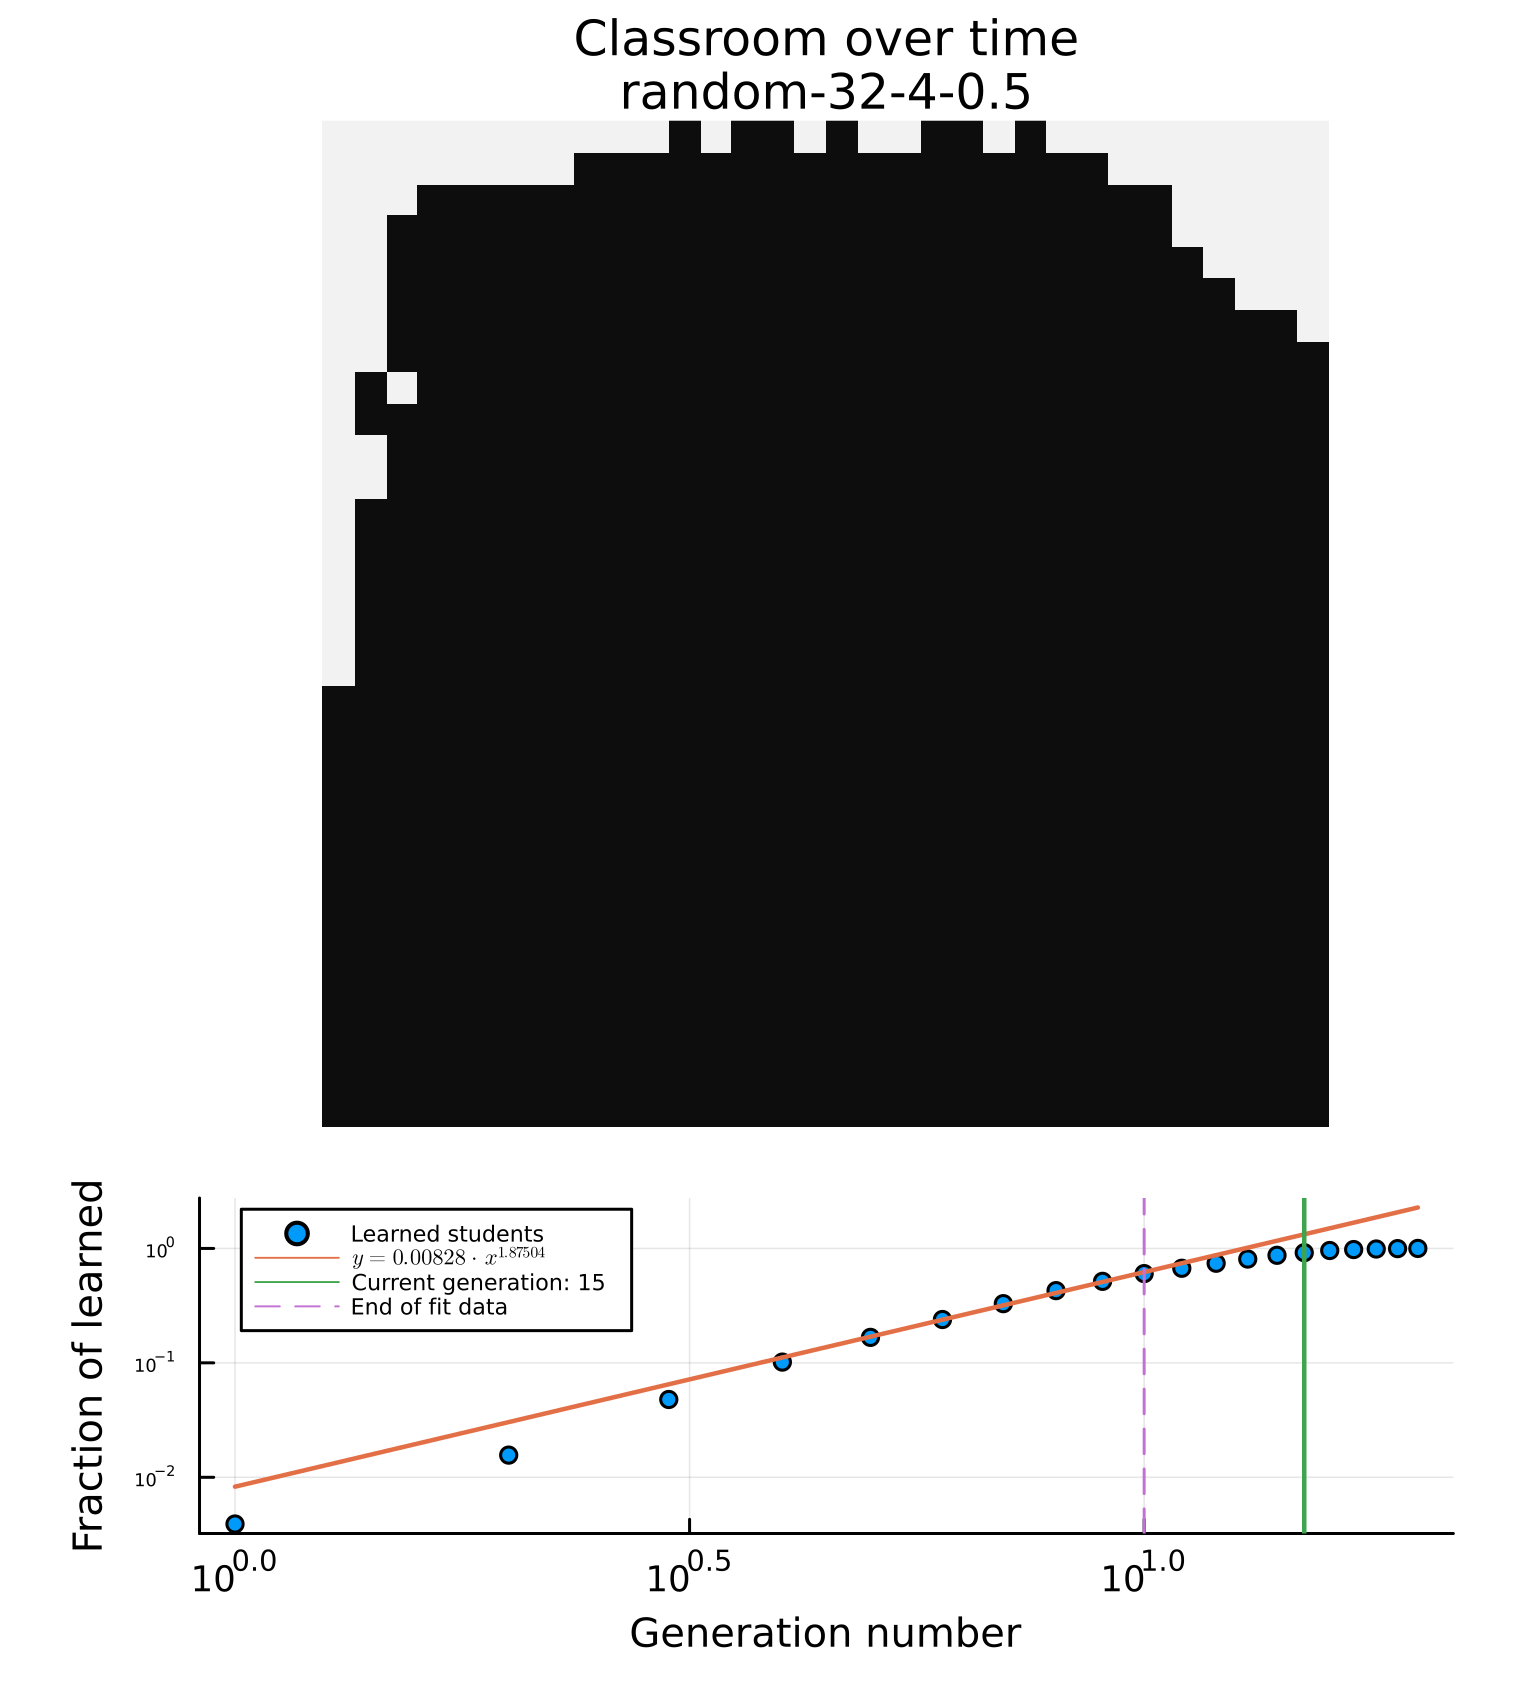 Classroom over time
random-32-4-0.5
Fraction of learned
10⁰
10⁻¹
10⁻²
Learned students
y = 0.00828 · x^1.87504
Current generation: 15
End of fit data
10^0.0 10^0.5 10^1.0
Generation number